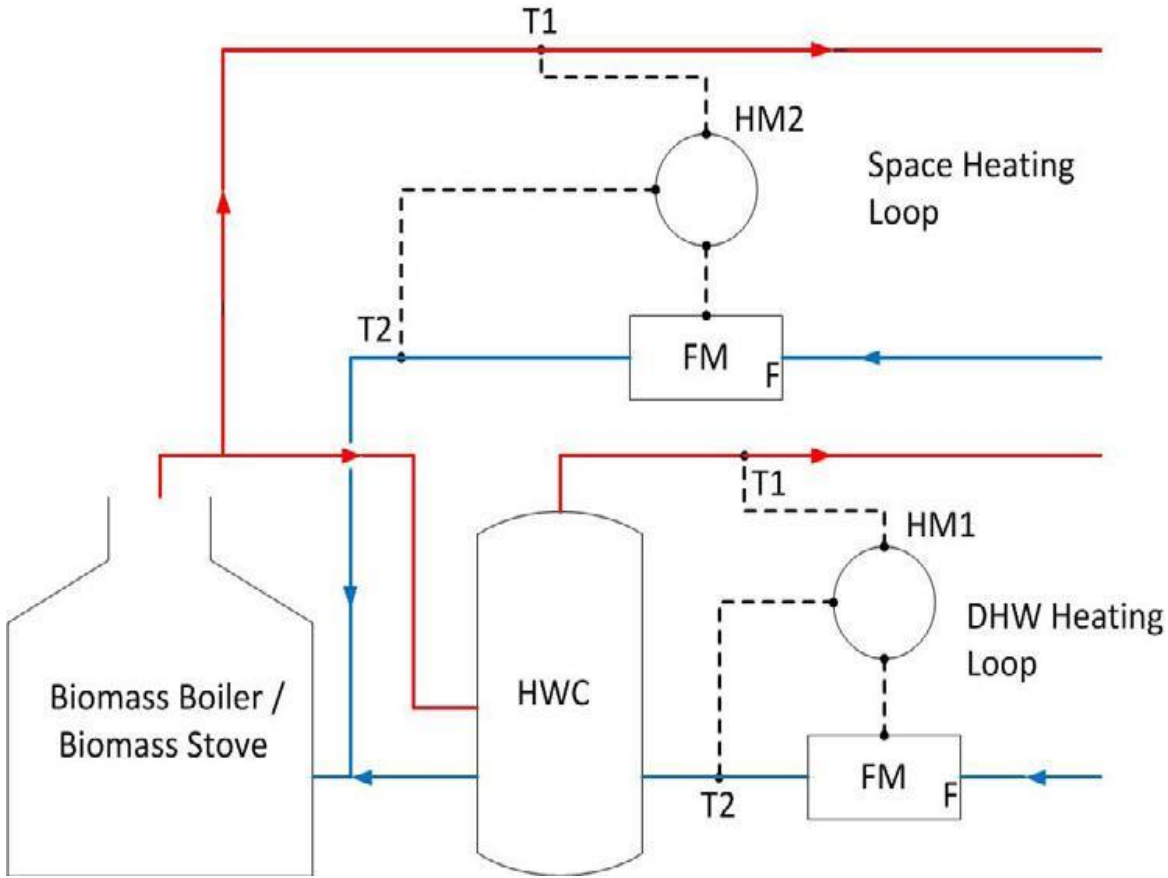 T1
HM2
Space Heating
Loop
T2
FM
F
T1
HM1
DHW Heating
Loop
Biomass Boiler /
Biomass Stove
HWC
FM
F
T2